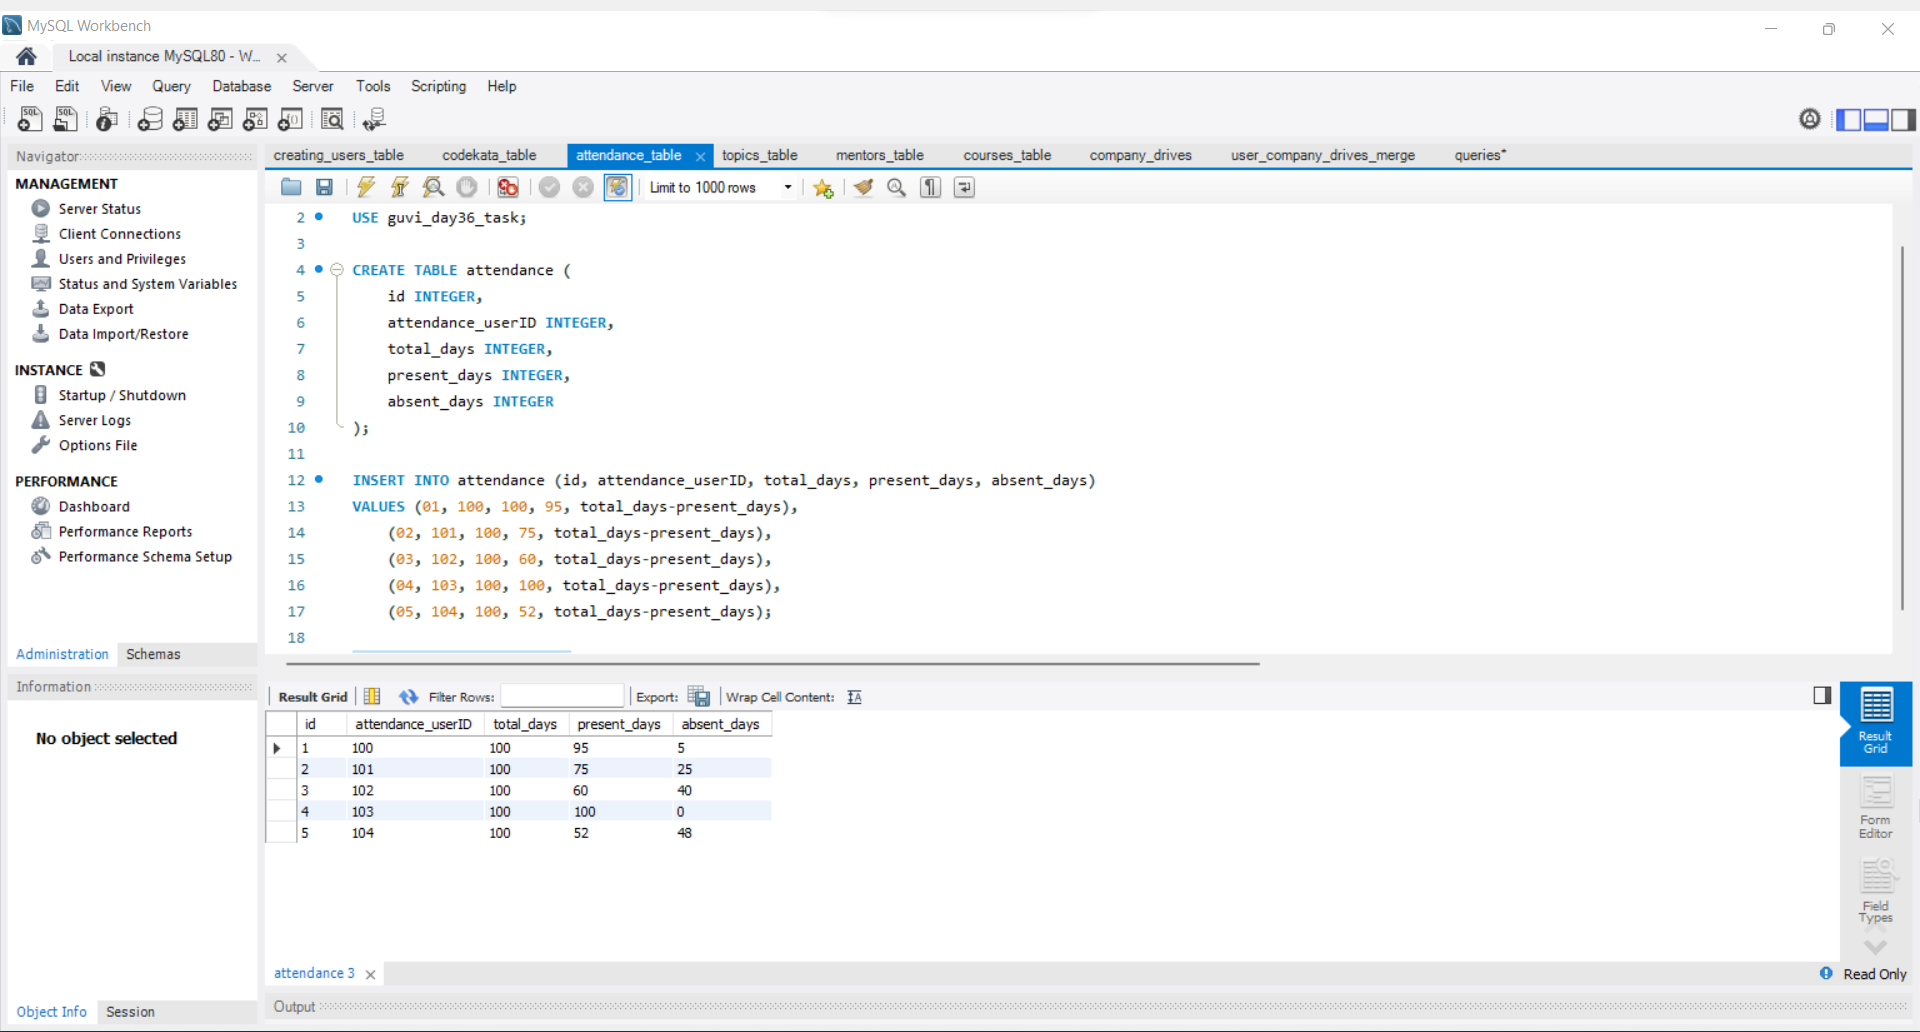 MySQL Workbench
Local instance MySQL80 - W...
File Edit View Query Database Server Tools Scripting Help
Navigator
MANAGEMENT
Server Status
Client Connections
Users and Privileges
Status and System Variables
Data Export
Data Import/Restore
INSTANCE
Startup / Shutdown
Server Logs
Options File
PERFORMANCE
Dashboard
Performance Reports
Performance Schema Setup
Administration Schemas
Information
No object selected
Object Info Session
creating_users_table codekata_table attendance_table topics_table mentors_table courses_table company_drives user_company_drives_merge queries*
Limit to 1000 rows
2 USE guvi_day36_task;
3
4 CREATE TABLE attendance (
5 id INTEGER,
6 attendance_userID INTEGER,
7 total_days INTEGER,
8 present_days INTEGER,
9 absent_days INTEGER
10 );
11
12 INSERT INTO attendance (id, attendance_userID, total_days, present_days, absent_days)
13 VALUES (01, 100, 100, 95, total_days-present_days),
14 (02, 101, 100, 75, total_days-present_days),
15 (03, 102, 100, 60, total_days-present_days),
16 (04, 103, 100, 100, total_days-present_days),
17 (05, 104, 100, 52, total_days-present_days);
18
Result Grid Filter Rows: Export: Wrap Cell Content:
id attendance_userID total_days present_days absent_days
1 100 100 95 5
2 101 100 75 25
3 102 100 60 40
4 103 100 100 0
5 104 100 52 48
Result
Grid
Form
Editor
Field
Types
attendance 3
Read Only
Output